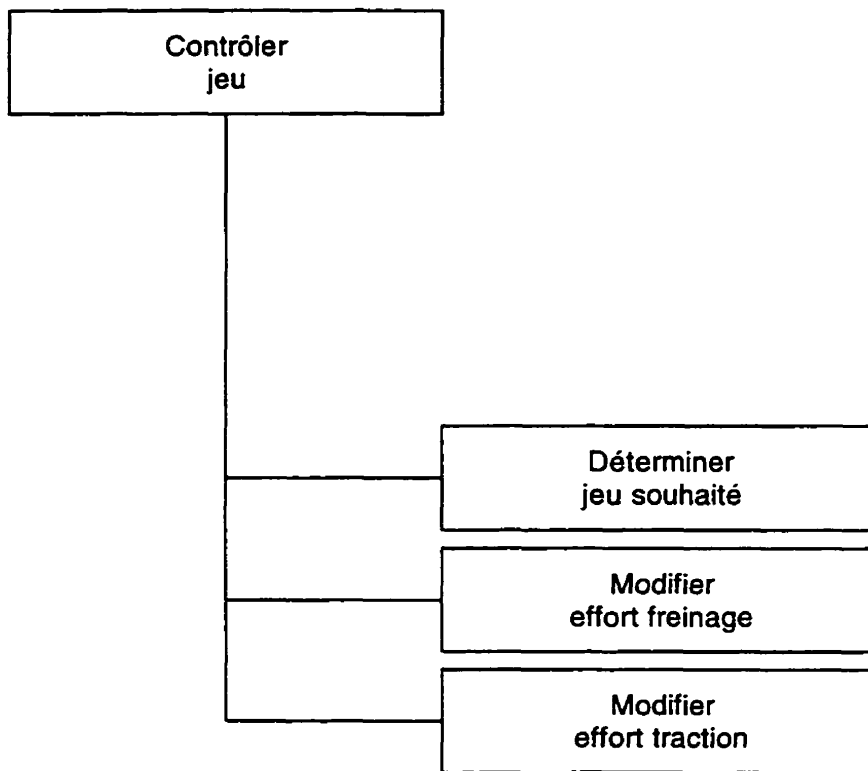 Contrôler
jeu
Déterminer
jeu souhaité
Modifier
effort freinage
Modifier
effort traction